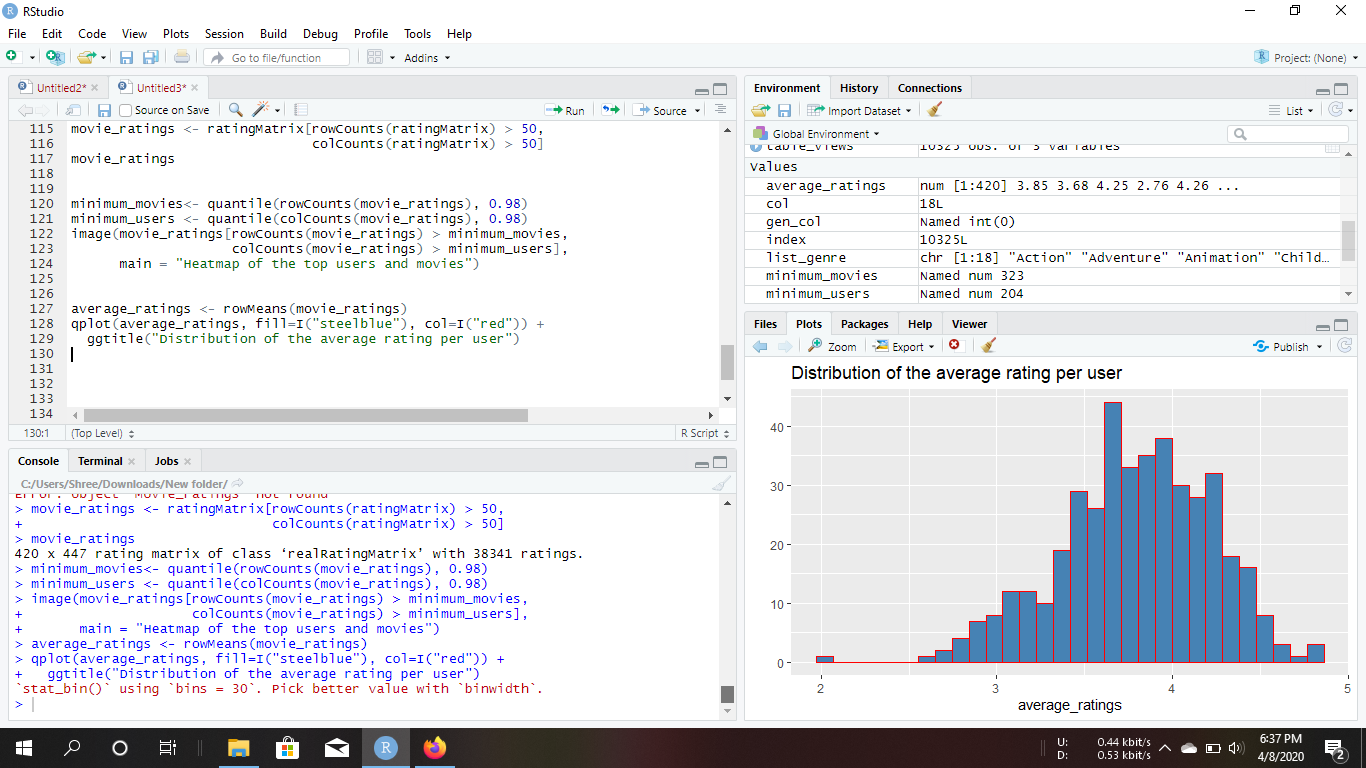 RStudio
File Edit Code View Plots Session Build Debug Profile Tools Help
Go to file/function Addins Project: (None)
Untitled2* Untitled3*
Source on Save Run Source
115 movie_ratings <- ratingMatrix[rowCounts(ratingMatrix) > 50,
116 colCounts(ratingMatrix) > 50]
117 movie_ratings
118
119
120 minimum_movies<- quantile(rowCounts(movie_ratings), 0.98)
121 minimum_users <- quantile(colCounts(movie_ratings), 0.98)
122 image(movie_ratings[rowCounts(movie_ratings) > minimum_movies,
123 colCounts(movie_ratings) > minimum_users],
124 main = "Heatmap of the top users and movies")
125
126
127 average_ratings <- rowMeans(movie_ratings)
128 qplot(average_ratings, fill=I("steelblue"), col=I("red")) +
129 ggtitle("Distribution of the average rating per user")
130
131
132
133
134
130:1 (Top Level) R Script
Console Terminal Jobs
C:/Users/Shree/Downloads/New folder/
Error: object 'Movie_ratings' not found
> movie_ratings <- ratingMatrix[rowCounts(ratingMatrix) > 50,
+ colCounts(ratingMatrix) > 50]
> movie_ratings
420 x 447 rating matrix of class ‘realRatingMatrix’ with 38341 ratings.
> minimum_movies<- quantile(rowCounts(movie_ratings), 0.98)
> minimum_users <- quantile(colCounts(movie_ratings), 0.98)
> image(movie_ratings[rowCounts(movie_ratings) > minimum_movies,
+ colCounts(movie_ratings) > minimum_users],
+ main = "Heatmap of the top users and movies")
> average_ratings <- rowMeans(movie_ratings)
> qplot(average_ratings, fill=I("steelblue"), col=I("red")) +
+ ggtitle("Distribution of the average rating per user")
`stat_bin()` using `bins = 30`. Pick better value with `binwidth`.
>
Environment History Connections
Import Dataset List
Global Environment
table_views 10325 obs. of 3 variables
Values
average_ratings num [1:420] 3.85 3.68 4.25 2.76 4.26 ...
col 18L
gen_col Named int(0)
index 10325L
list_genre chr [1:18] "Action" "Adventure" "Animation" "Child…
minimum_movies Named num 323
minimum_users Named num 204
Files Plots Packages Help Viewer
Zoom Export Publish
Distribution of the average rating per user
40
30
20
10
0
2 3 4 5
average_ratings
U: 0.44 kbit/s
D: 0.53 kbit/s
6:37 PM
4/8/2020
2